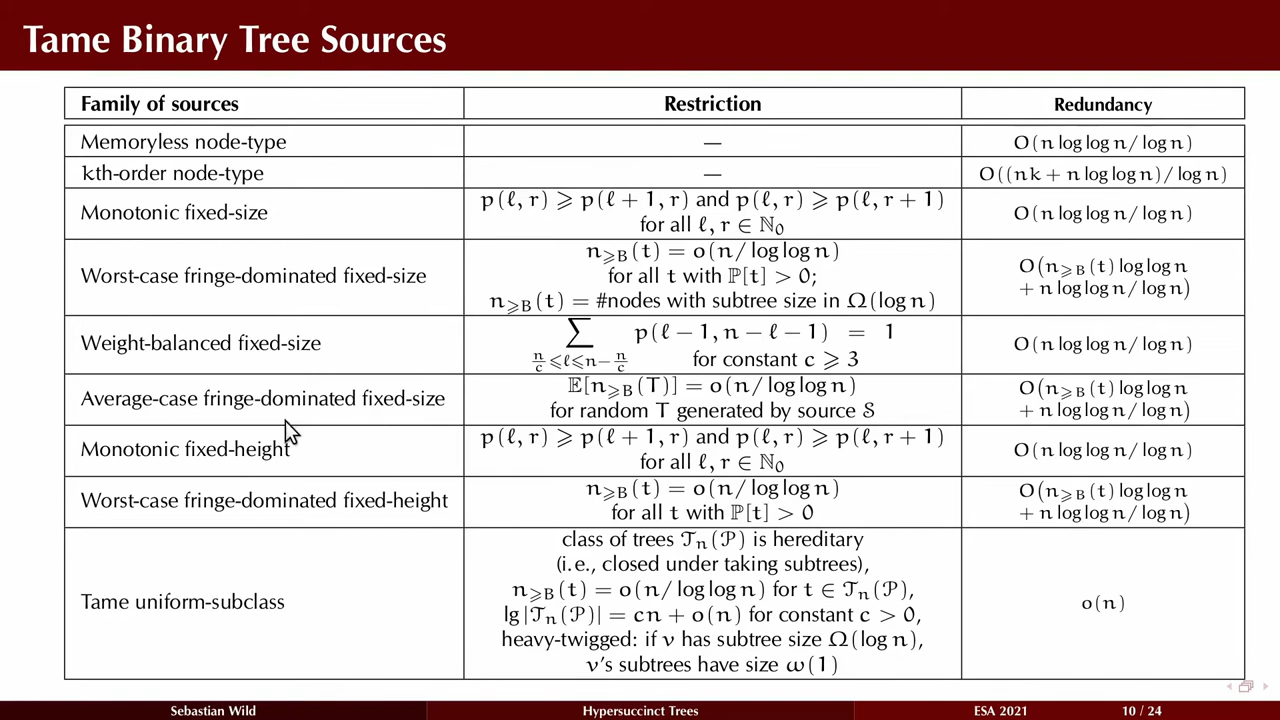 Tame Binary Tree Sources
Family of sources Restriction Redundancy
Memoryless node-type — O(n log log n / log n)
kth-order node-type — O((nk + n log log n) / log n)
Monotonic fixed-size p(ℓ, r) ⩾ p(ℓ + 1, r) and p(ℓ, r) ⩾ p(ℓ, r + 1)
for all ℓ, r ∈ ℕ₀ O(n log log n / log n)
Worst-case fringe-dominated fixed-size n⩾B(t) = o(n / log log n)
for all t with ℙ[t] > 0;
n⩾B(t) = #nodes with subtree size in Ω(log n) O(n⩾B(t) log log n
+ n log log n / log n)
Weight-balanced fixed-size ∑ p(ℓ − 1, n − ℓ − 1) = 1
n/c ⩽ ℓ ⩽ n − n/c for constant c ⩾ 3 O(n log log n / log n)
Average-case fringe-dominated fixed-size 𝔼[n⩾B(T)] = o(n / log log n)
for random T generated by source 𝒮 O(n⩾B(t) log log n
+ n log log n / log n)
Monotonic fixed-height p(ℓ, r) ⩾ p(ℓ + 1, r) and p(ℓ, r) ⩾ p(ℓ, r + 1)
for all ℓ, r ∈ ℕ₀ O(n log log n / log n)
Worst-case fringe-dominated fixed-height n⩾B(t) = o(n / log log n)
for all t with ℙ[t] > 0 O(n⩾B(t) log log n
+ n log log n / log n)
Tame uniform-subclass class of trees 𝒯n(𝒫) is hereditary
(i. e., closed under taking subtrees),
n⩾B(t) = o(n / log log n) for t ∈ 𝒯n(𝒫),
lg |𝒯n(𝒫)| = cn + o(n) for constant c > 0,
heavy-twigged: if v has subtree size Ω(log n),
v's subtrees have size ω(1) o(n)
Sebastian Wild Hypersuccinct Trees ESA 2021 10 / 24